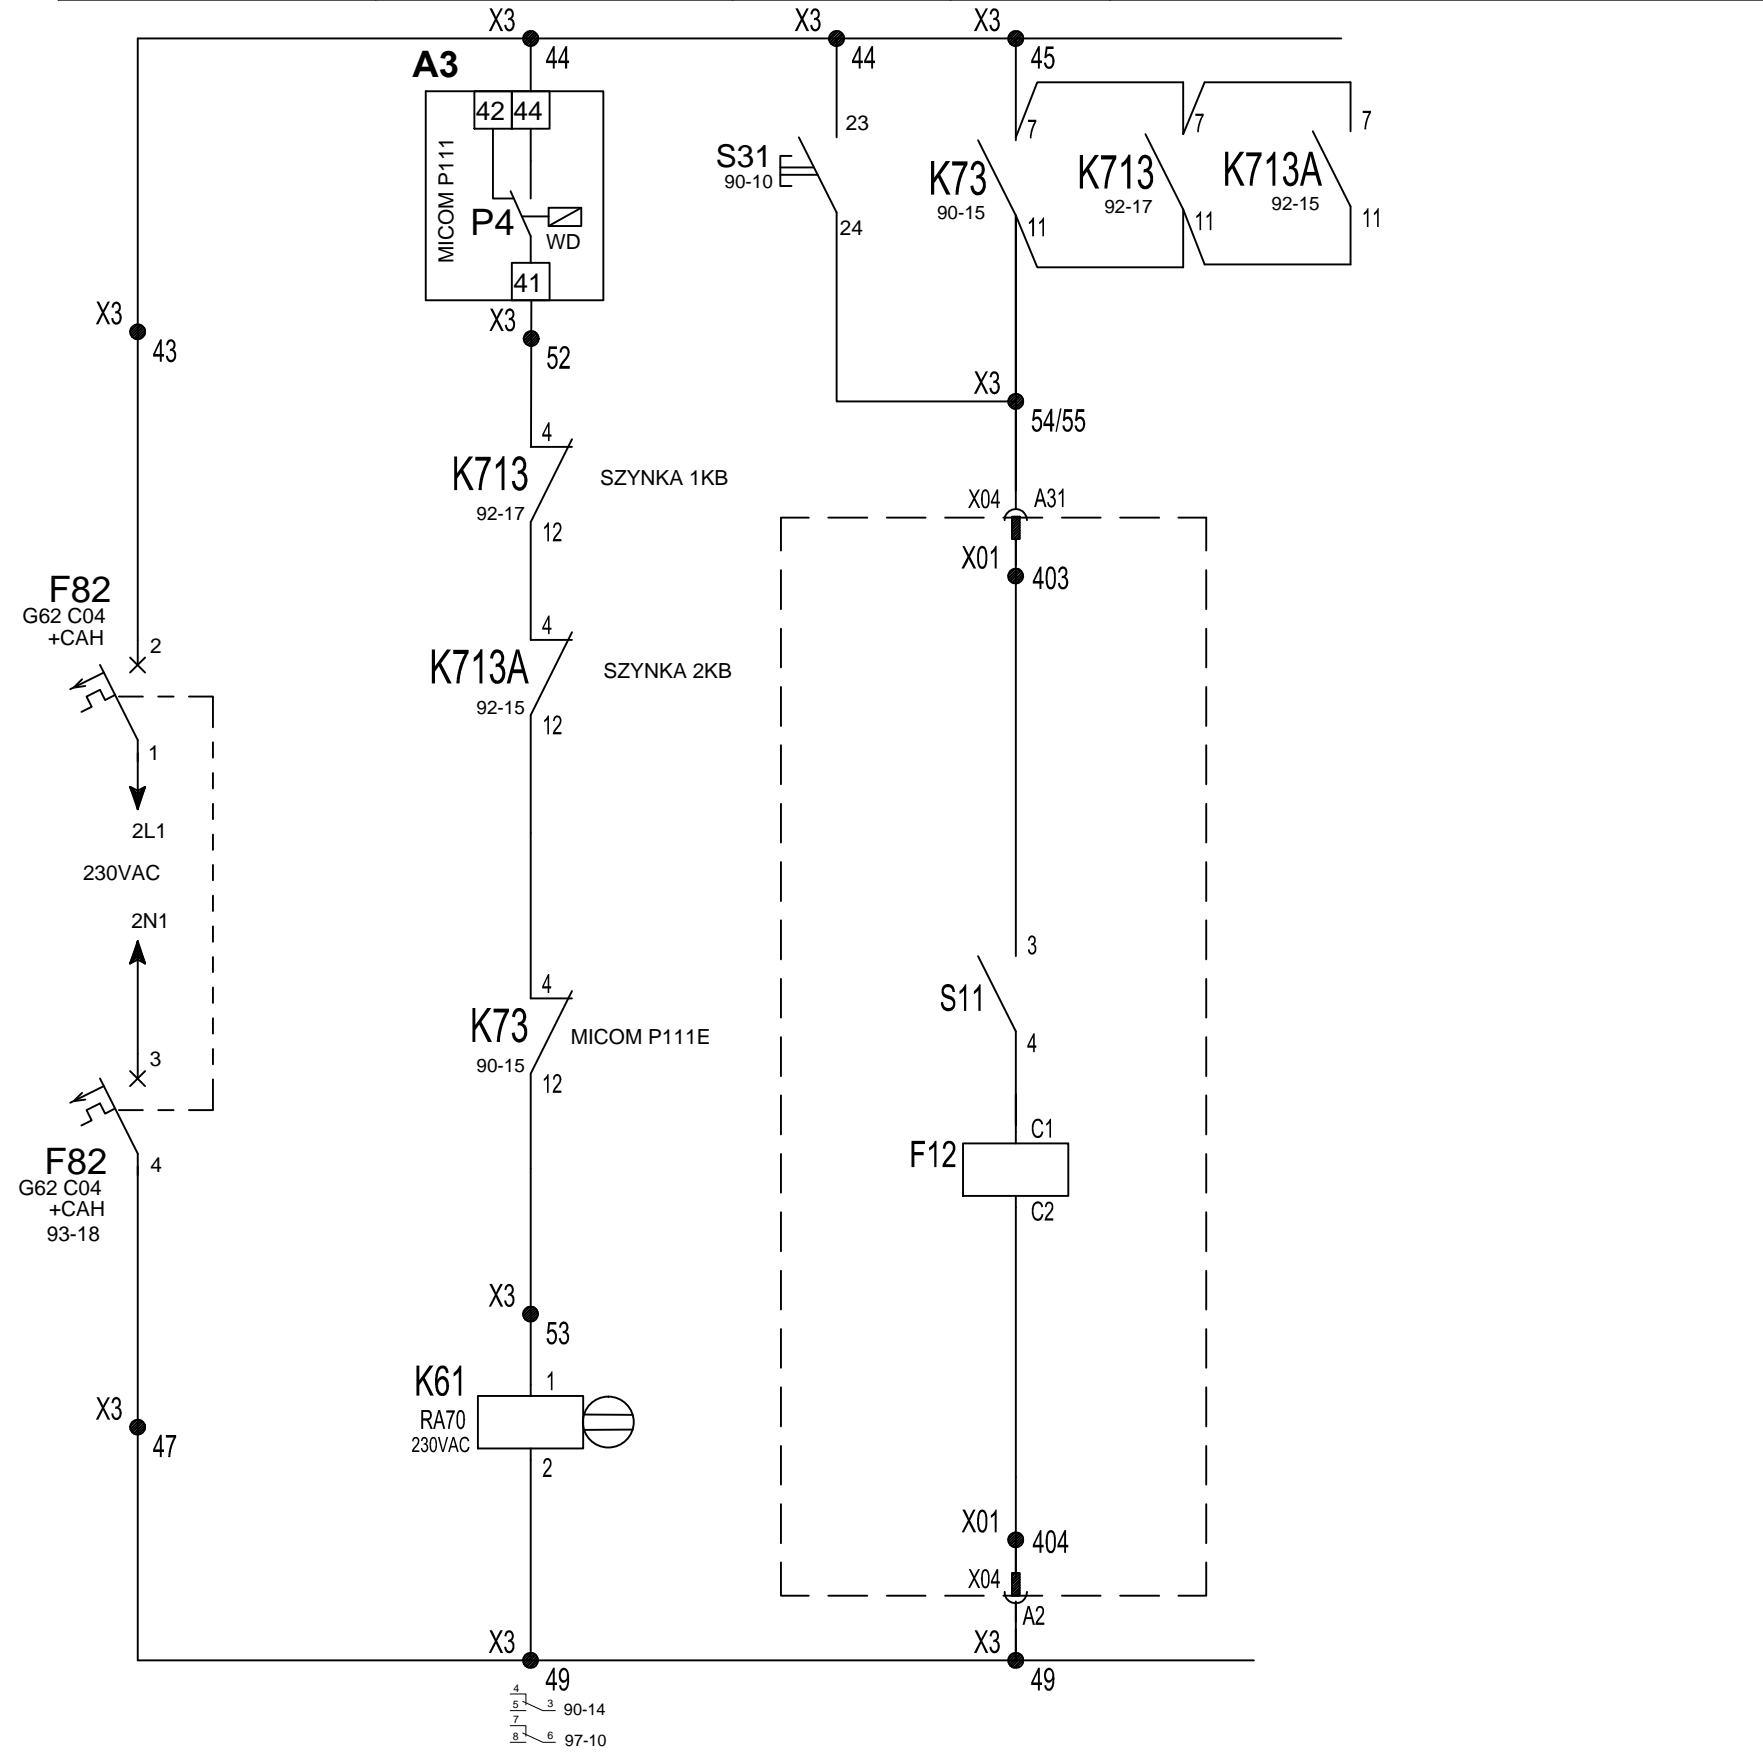 X3
X3
X3
44
44
45
A3
42
44
MICOM P111
P4
WD
41
23
S31
90-10
24
7
K73
90-15
11
7
K713
92-17
11
7
K713A
92-15
11
X3
43
X3
52
X3
54/55
4
K713
92-17
12
SZYNKA 1KB
X04
A31
X01
403
F82
G62 C04
+CAH
2
1
2L1
230VAC
2N1
4
K713A
92-15
12
SZYNKA 2KB
3
S11
4
4
K73
90-15
12
MICOM P111E
3
F82
G62 C04
+CAH
93-18
4
C1
F12
C2
X3
53
K61
RA70
230VAC
1
2
X3
47
X01
404
X04
A2
X3
49
X3
49
4
5
3
90-14
7
8
6
97-10